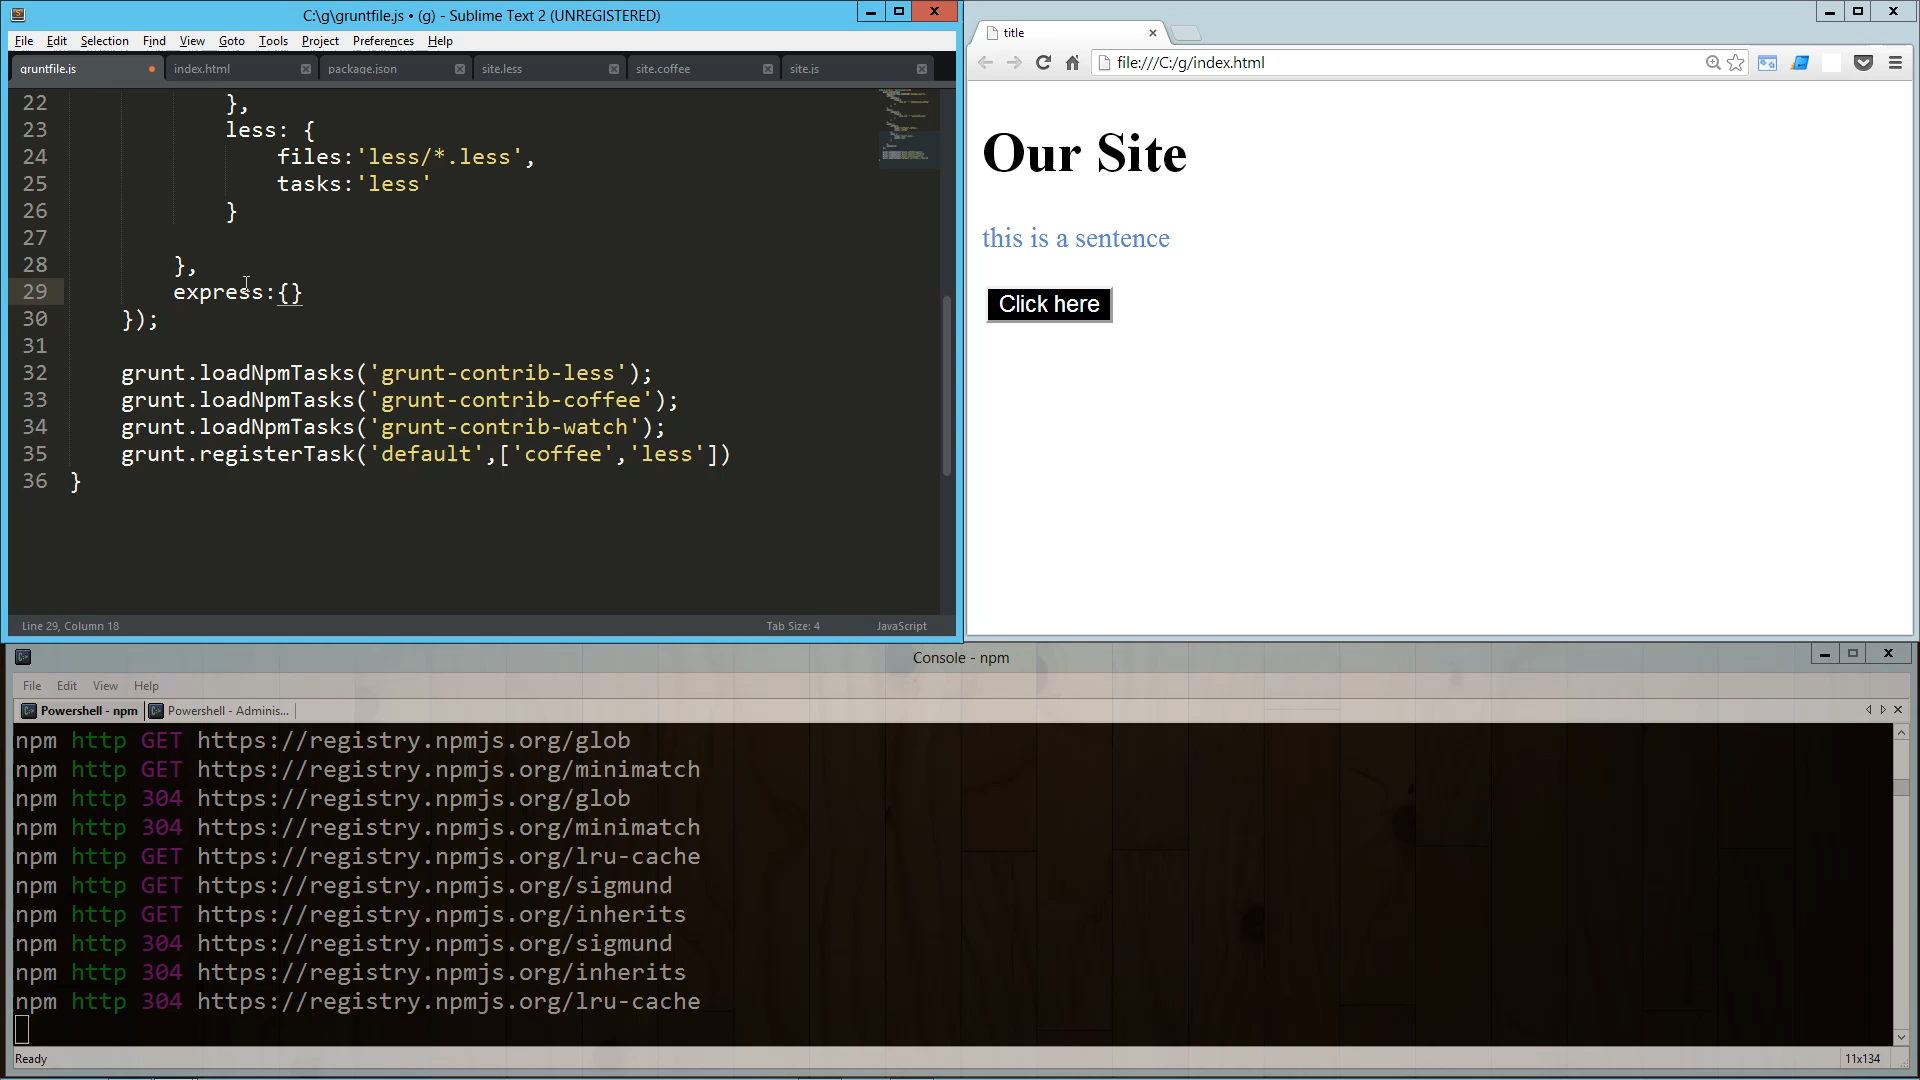 C:\g\gruntfile.js • (g) - Sublime Text 2 (UNREGISTERED)
File Edit Selection Find View Goto Tools Project Preferences Help
gruntfile.js index.html package.json site.less site.coffee site.js
22 },
23 less: {
24 files:'less/*.less',
25 tasks:'less'
26 }
27
28 },
29 express:{}
30 });
31
32 grunt.loadNpmTasks('grunt-contrib-less');
33 grunt.loadNpmTasks('grunt-contrib-coffee');
34 grunt.loadNpmTasks('grunt-contrib-watch');
35 grunt.registerTask('default',['coffee','less'])
36 }
Line 29, Column 18 Tab Size: 4 JavaScript
title
file:///C:/g/index.html
Our Site
this is a sentence
Click here
Console - npm
File Edit View Help
Powershell - npm Powershell - Adminis...
npm http GET https://registry.npmjs.org/glob
npm http GET https://registry.npmjs.org/minimatch
npm http 304 https://registry.npmjs.org/glob
npm http 304 https://registry.npmjs.org/minimatch
npm http GET https://registry.npmjs.org/lru-cache
npm http GET https://registry.npmjs.org/sigmund
npm http GET https://registry.npmjs.org/inherits
npm http 304 https://registry.npmjs.org/sigmund
npm http 304 https://registry.npmjs.org/inherits
npm http 304 https://registry.npmjs.org/lru-cache
Ready 11x134